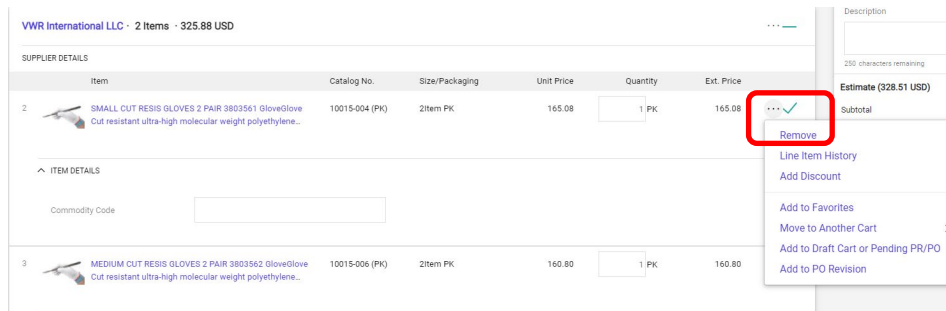 Description
VWR International LLC · 2 Items · 325.88 USD ...
250 characters remaining
SUPPLIER DETAILS
Item Catalog No. Size/Packaging Unit Price Quantity Ext. Price
Estimate (328.51 USD)
2 SMALL CUT RESIS GLOVES 2 PAIR 3803561 GloveGlove 10015-004 (PK) 2Item PK 165.08 1 PK 165.08 ...
Cut resistant ultra-high molecular weight polyethylene...
Subtotal
Remove
Line Item History
Add Discount
Add to Favorites
Move to Another Cart
Add to Draft Cart or Pending PR/PO
Add to PO Revision
ITEM DETAILS
Commodity Code
3 MEDIUM CUT RESIS GLOVES 2 PAIR 3803562 GloveGlove 10015-006 (PK) 2Item PK 160.80 1 PK 160.80
Cut resistant ultra-high molecular weight polyethylene...